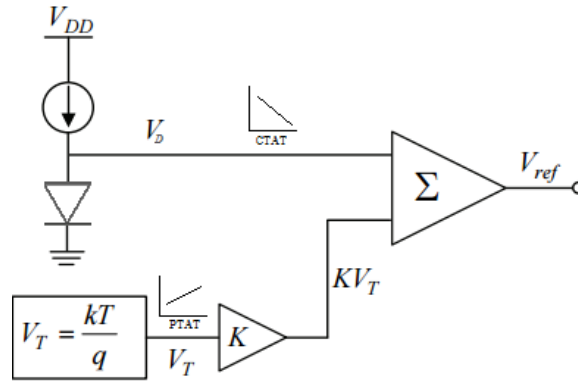 V_DD
V_D
CTAT
Σ
V_ref
KV_T
V_T = kT/q
PTAT
V_T
K